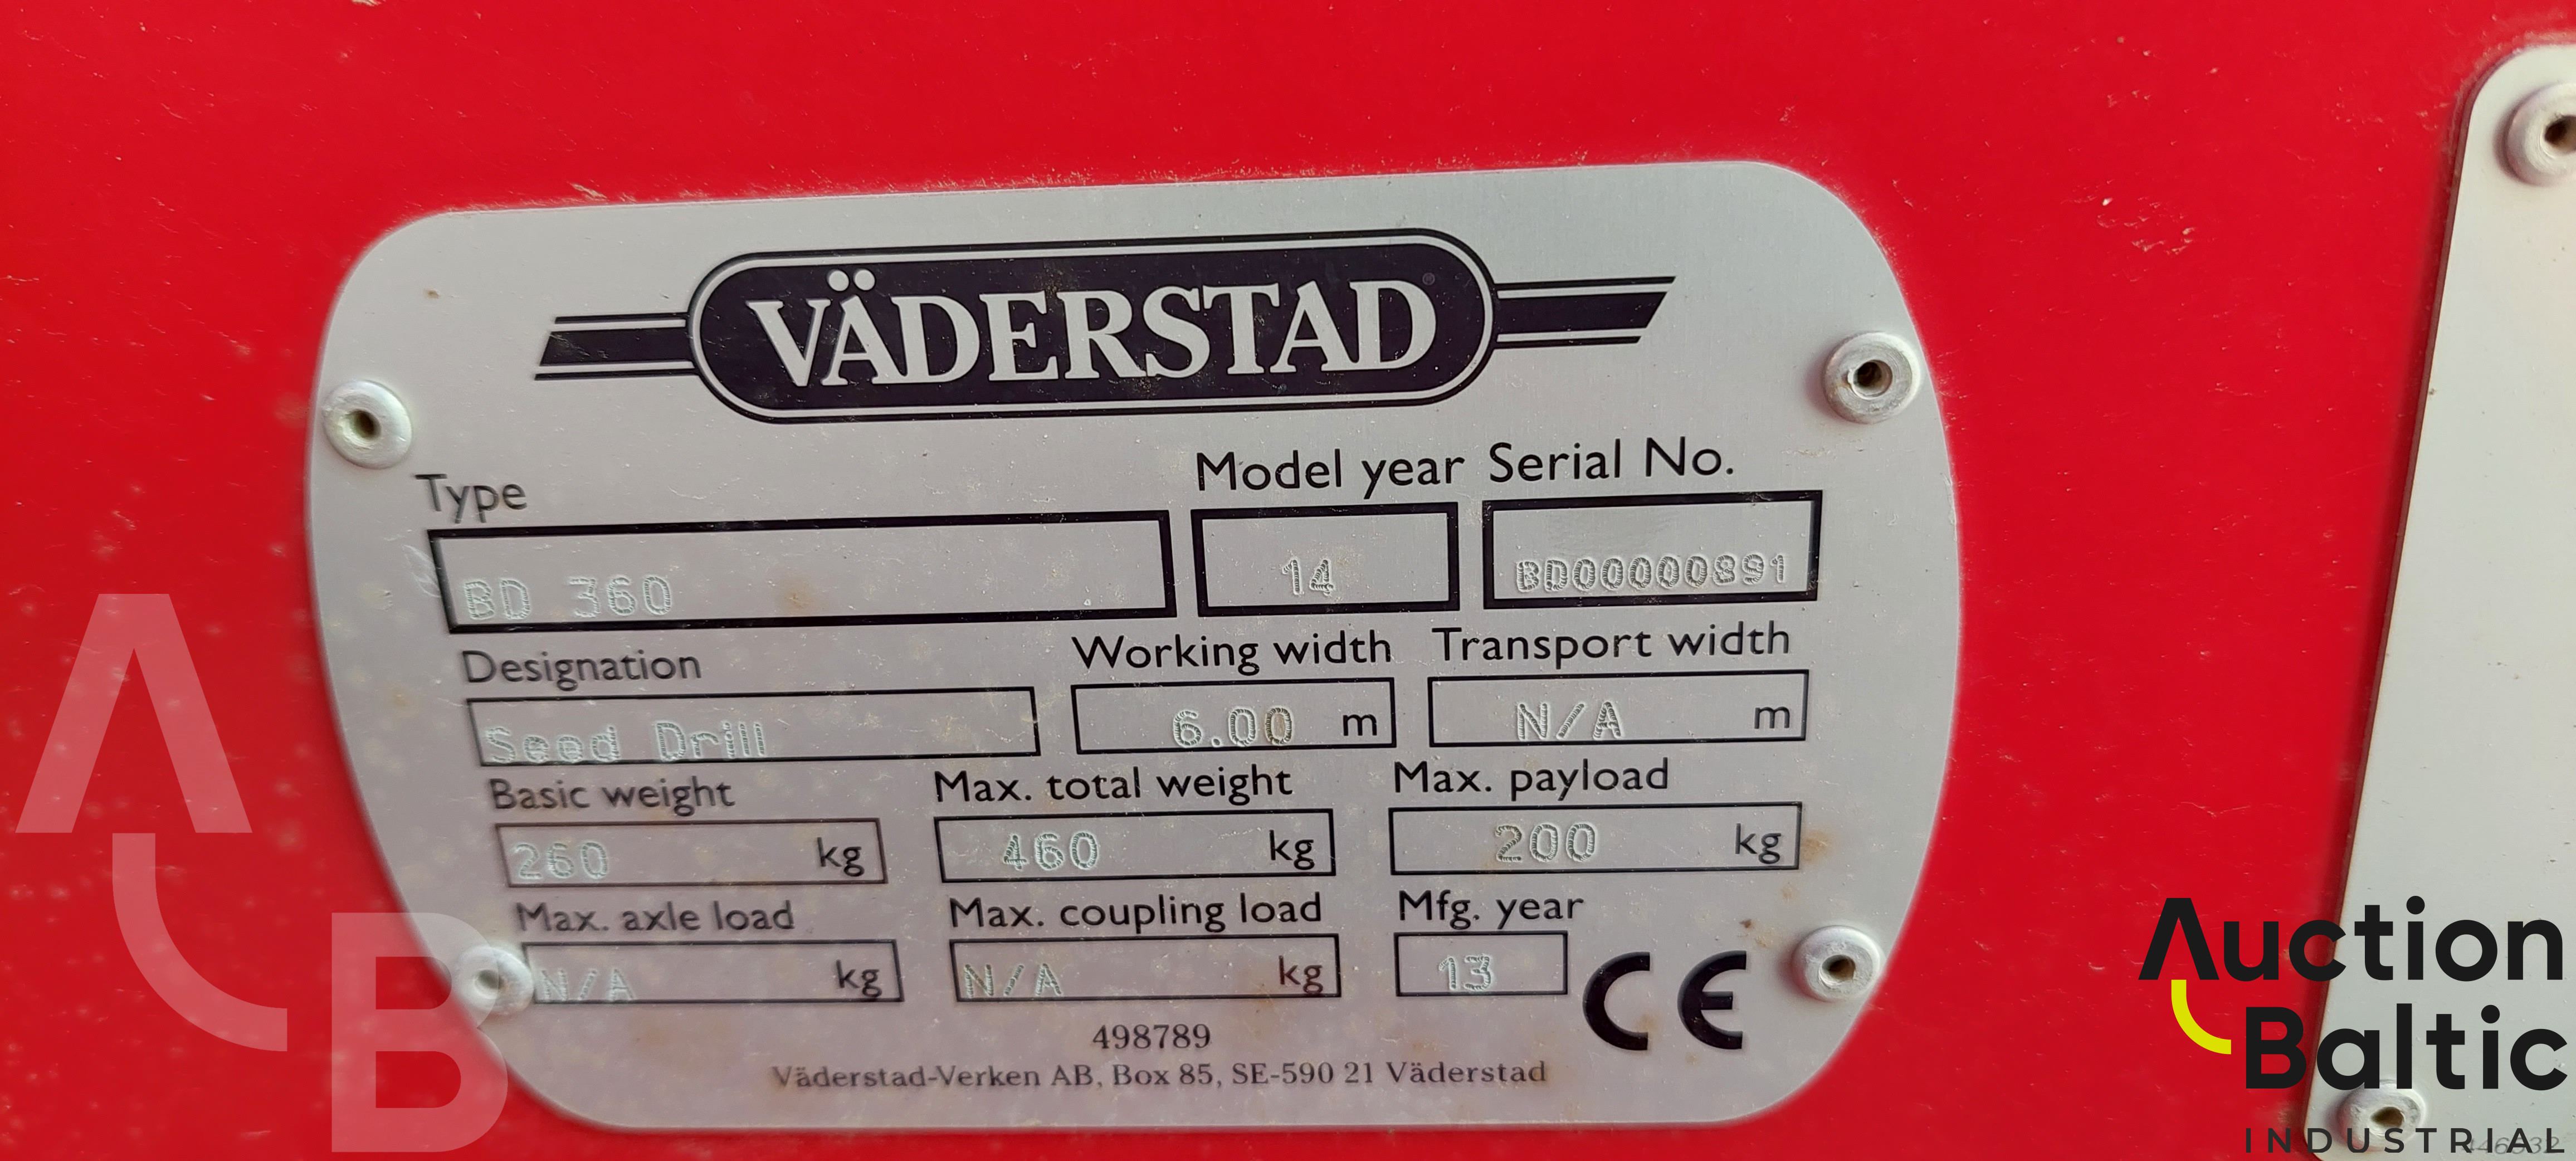 VÄDERSTAD
Type Model year Serial No.
BD 360 14 BD00000891
Designation Working width Transport width
Seed Drill 6.00 m N/A m
Basic weight Max. total weight Max. payload
260 kg 460 kg 200 kg
Max. axle load Max. coupling load Mfg. year
N/A kg N/A kg 13 CE
498789
Väderstad-Verken AB, Box 85, SE-590 21 Väderstad
AB
Auction
Baltic
INDUSTRIAL